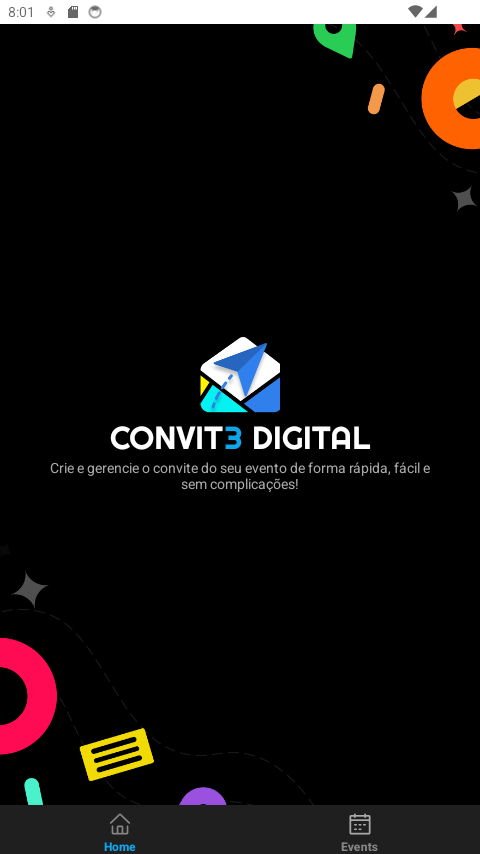 8:01
CONVIT3 DIGITAL
Crie e gerencie o convite do seu evento de forma rápida, fácil e
sem complicações!
Home
Events